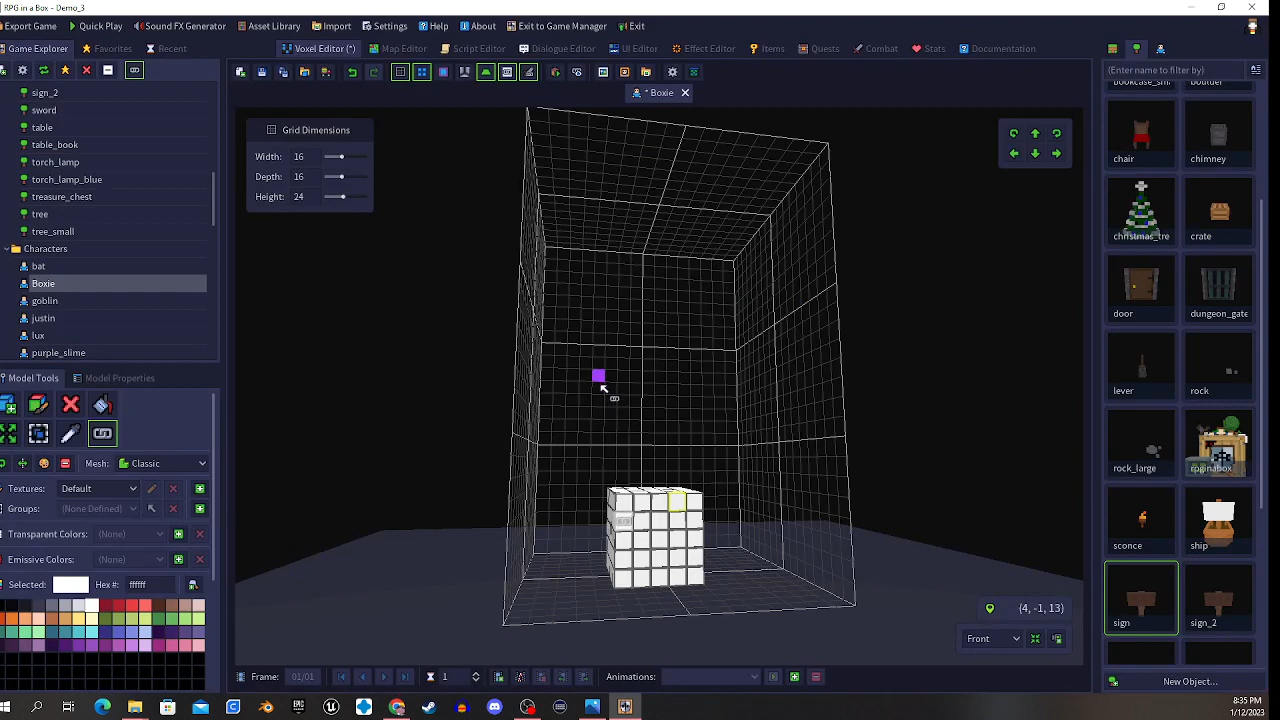 RPG in a Box - Demo_3
Export Game Quick Play Sound FX Generator Asset Library Import Settings Help About Exit to Game Manager Exit
Game Explorer Favorites Recent Voxel Editor (*) Map Editor Script Editor Dialogue Editor UI Editor Effect Editor Items Quests Combat Stats Documentation
(Enter name to filter by)
* Boxie
sign_2
sword
table
table_book
torch_lamp
torch_lamp_blue
treasure_chest
tree
tree_small
Characters
bat
Boxie
goblin
justin
lux
purple_slime
Model Tools Model Properties
Mesh: Classic
Textures: Default
Groups: (None Defined)
Transparent Colors: (None)
Emissive Colors: (None)
Selected: Hex #: ffffff
Grid Dimensions
Width: 16
Depth: 16
Height: 24
(4, -1, 13)
Front
Frame: 01/01 1 Animations:
boulder
chair chimney
christmas_tre crate
door dungeon_gate
lever rock
rock_large rpginabox
sconce ship
sign sign_2
New Object...
8:35 PM
1/12/2023